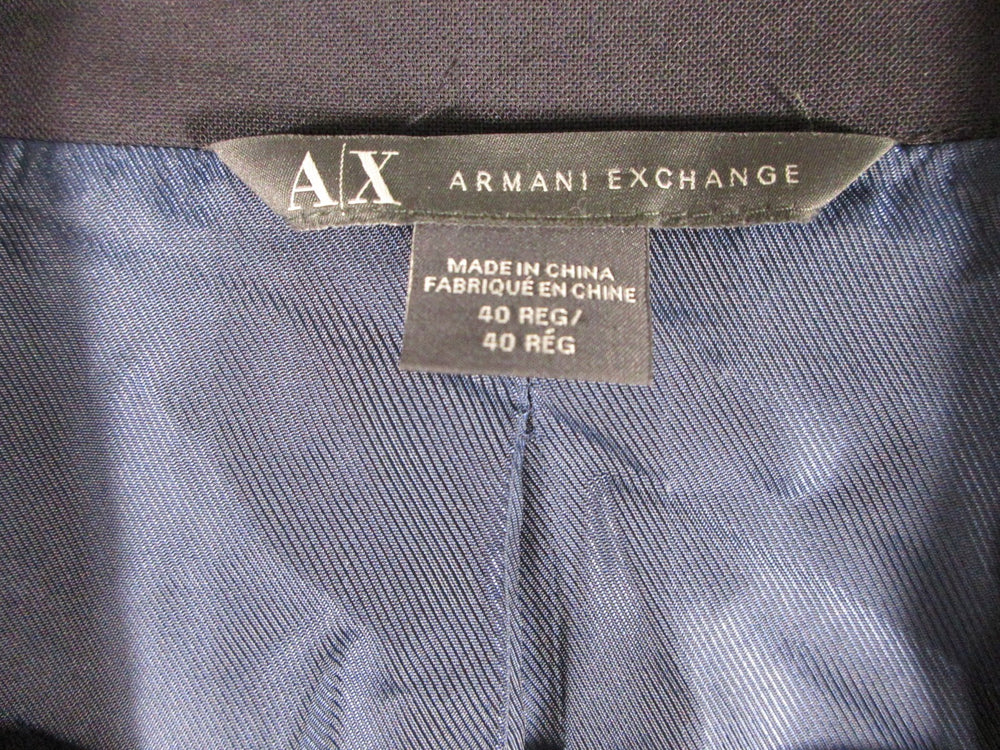 A|X ARMANI EXCHANGE
MADE IN CHINA
FABRIQUÉ EN CHINE
40 REG/
40 RÉG